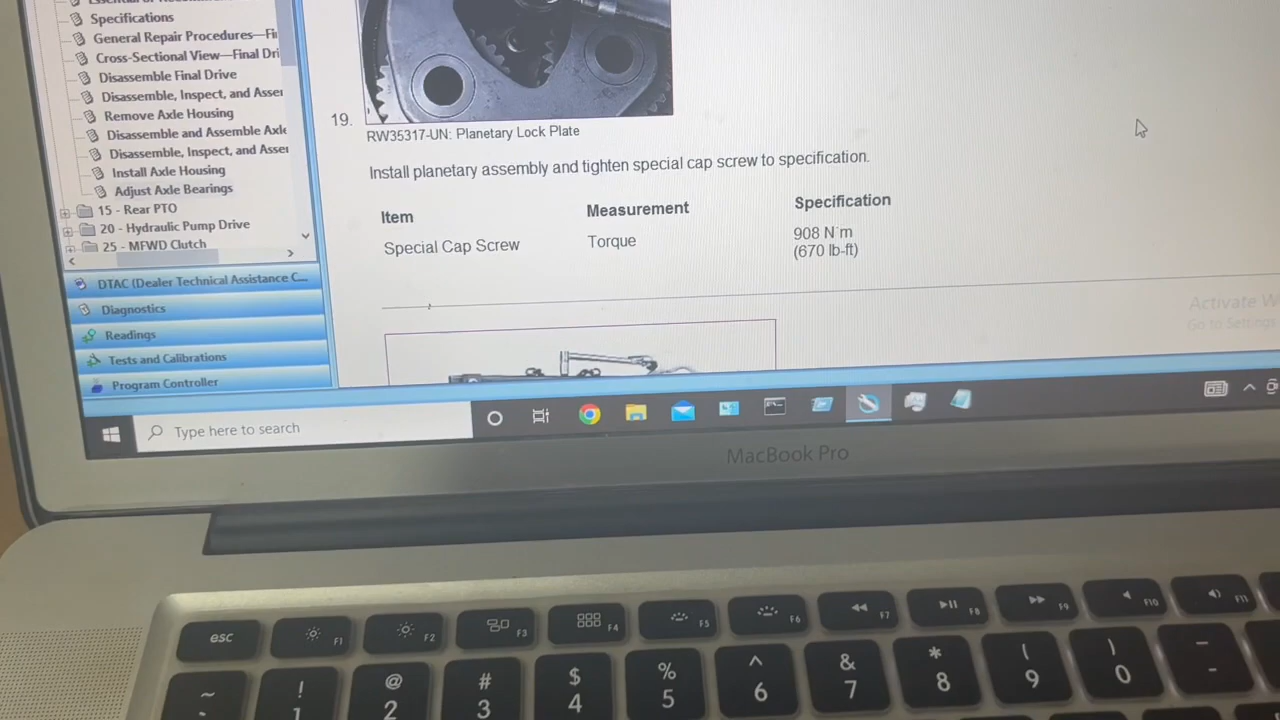 Specifications
General Repair Procedures—Fi
Cross-Sectional View—Final Dri
Disassemble Final Drive
Disassemble, Inspect, and Asser
Remove Axle Housing
Disassemble and Assemble Axle
Disassemble, Inspect, and Asser
Install Axle Housing
Adjust Axle Bearings
15 - Rear PTO
20 - Hydraulic Pump Drive
25 - MFWD Clutch
DTAC (Dealer Technical Assistance C...
Diagnostics
Readings
Tests and Calibrations
Program Controller
19.
RW35317-UN: Planetary Lock Plate
Install planetary assembly and tighten special cap screw to specification.
Item Measurement Specification
Special Cap Screw Torque 908 N·m
(670 lb-ft)
Activate W
Go to Settings
Type here to search
MacBook Pro
esc F1 F2 F3 F4 F5 F6 F7 F8 F9 F10 F11
~ ! @ # $ % ^ & * ( ) _
` 1 2 3 4 5 6 7 8 9 0 -